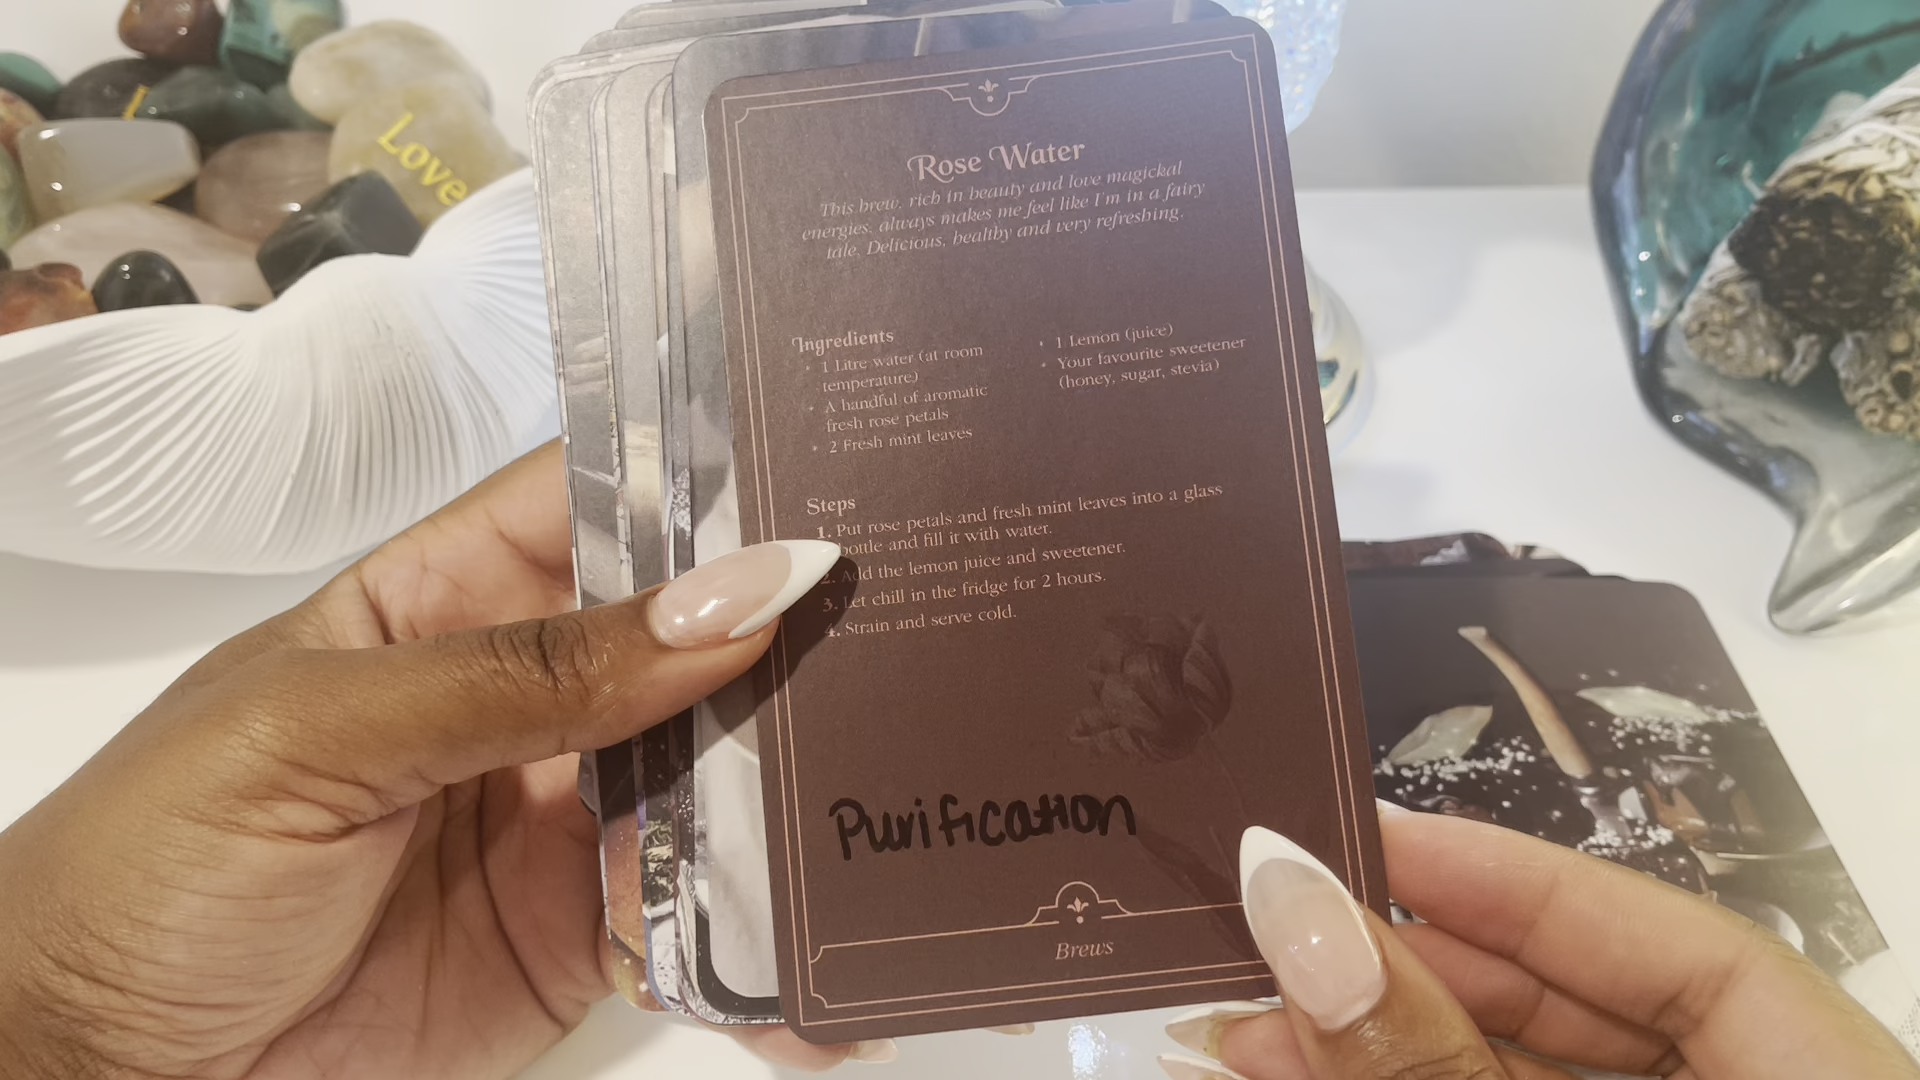 Love
Rose Water
This brew, rich in beauty and love magickal
energies, always makes me feel like I'm in a fairy
tale. Delicious, healthy and very refreshing.
Ingredients
• 1 Litre water (at room
temperature)
• A handful of aromatic
fresh rose petals
• 2 Fresh mint leaves
• 1 Lemon (juice)
• Your favourite sweetener
(honey, sugar, stevia)
Steps
1. Put rose petals and fresh mint leaves into a glass
bottle and fill it with water.
2. Add the lemon juice and sweetener.
3. Let chill in the fridge for 2 hours.
4. Strain and serve cold.
Purification
Brews